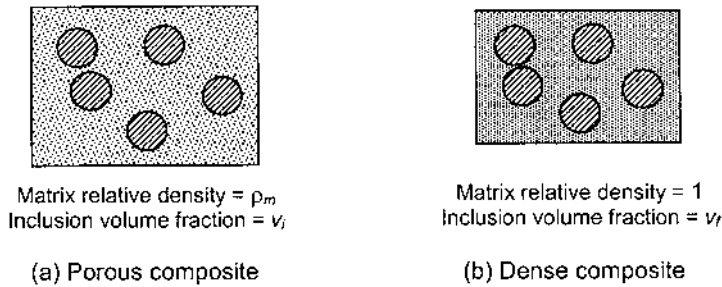 Matrix relative density = ρm
Inclusion volume fraction = vi
(a) Porous composite
Matrix relative density = 1
Inclusion volume fraction = vf
(b) Dense composite